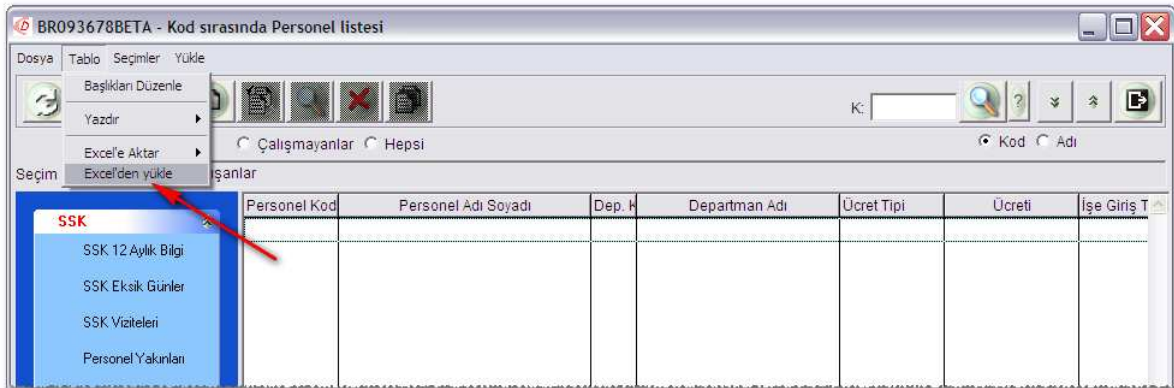 BR093678BETA - Kod sırasında Personel listesi
Dosya Tablo Seçimler Yükle
Başlıkları Düzenle
Yazdır
Excel'e Aktar
Excel'den yükle
K:
?
Çalışmayanlar Hepsi
Kod Adı
Seçim
SSK
SSK 12 Aylık Bilgi
SSK Eksik Günler
SSK Viziteleri
Personel Yakınları
Personel Kod Personel Adı Soyadı Dep. K Departman Adı Ücret Tipi Ücreti İşe Giriş T